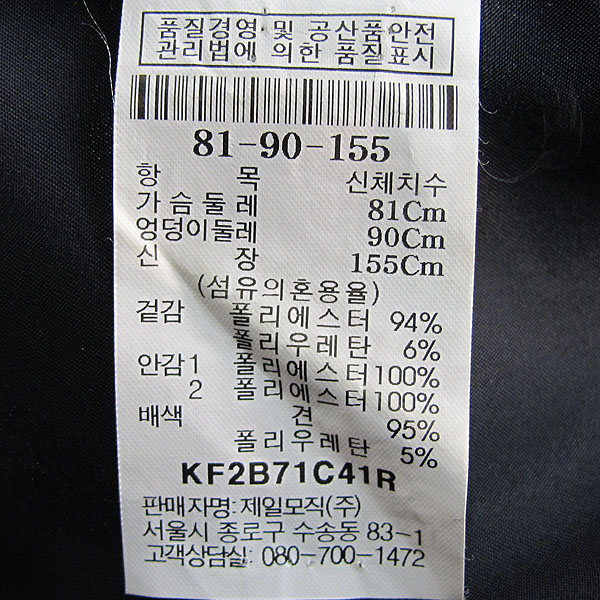 품질경영 및 공산품안전
관리법에 의한 품질표시
81-90-155
항 목 신체치수
가슴둘레 81Cm
엉덩이둘레 90Cm
신 장 155Cm
(섬유의혼용율)
겉감 폴리에스터 94%
폴리우레탄 6%
안감1 폴리에스터100%
2 폴리에스터100%
배색 견 95%
폴리우레탄 5%
KF2B71C41R
판매자명:제일모직(주)
서울시 종로구 수송동 83-1
고객상담실: 080-700-1472